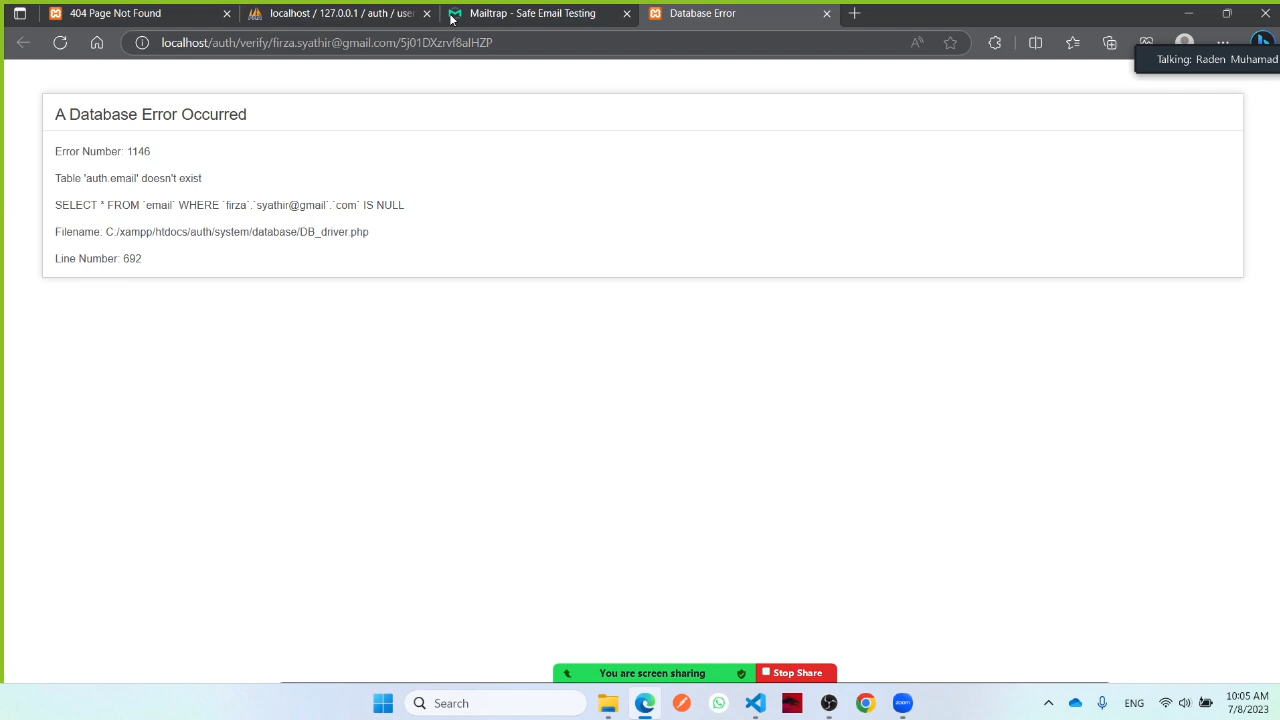 404 Page Not Found
localhost / 127.0.0.1 / auth / use
Mailtrap - Safe Email Testing
Database Error
localhost/auth/verify/firza.syathir@gmail.com/5j01DXzrvf8alHZP
Talking: Raden Muhamad
A Database Error Occurred
Error Number: 1146
Table 'auth.email' doesn't exist
SELECT * FROM `email` WHERE `firza`.`syathir@gmail`.`com` IS NULL
Filename: C:/xampp/htdocs/auth/system/database/DB_driver.php
Line Number: 692
You are screen sharing
Stop Share
Search
zoom
ENG
10:05 AM
7/8/2023